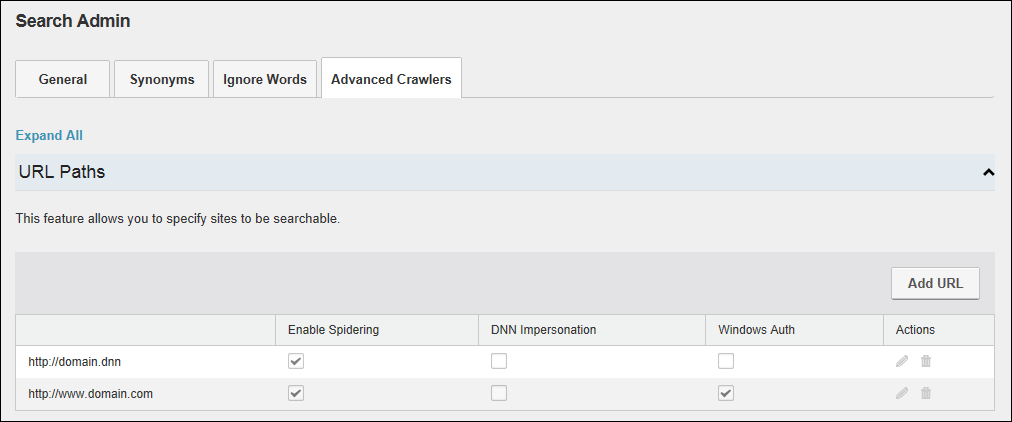 Search Admin
General Synonyms Ignore Words Advanced Crawlers
Expand All
URL Paths
This feature allows you to specify sites to be searchable.
Add URL
Enable Spidering DNN Impersonation Windows Auth Actions
http://domain.dnn
http://www.domain.com